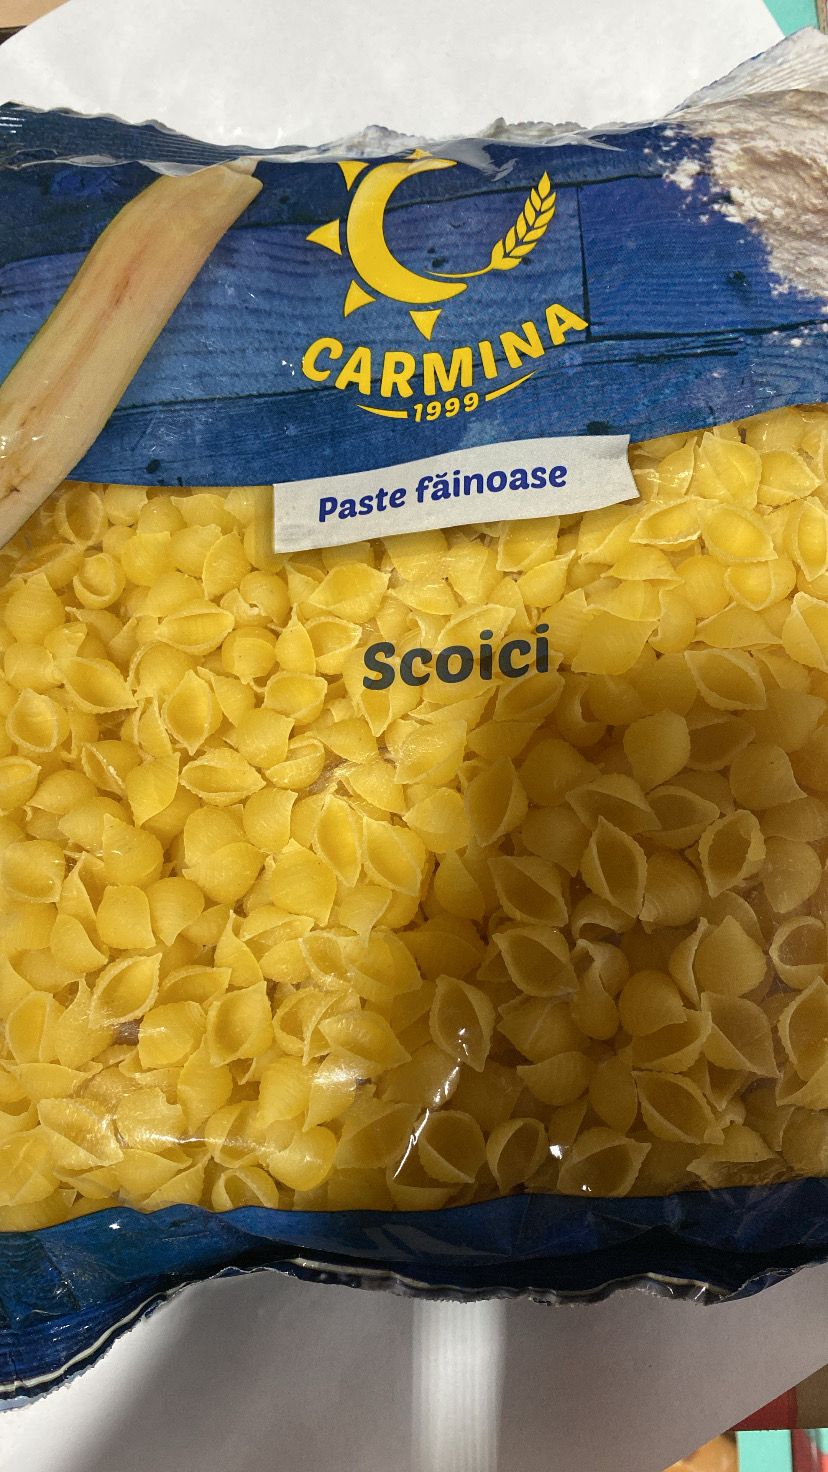 CARMINA
1999
Paste făinoase
Scoici